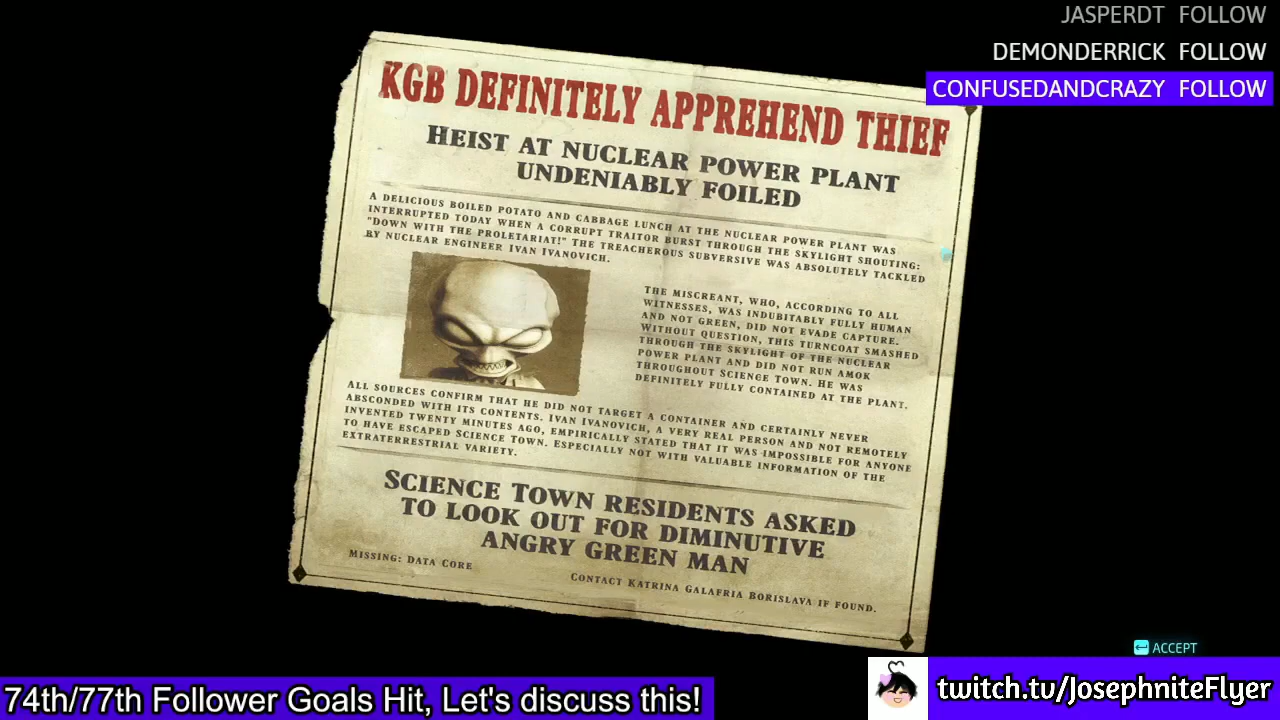 JASPERDT FOLLOW
DEMONDERRICK FOLLOW
CONFUSEDANDCRAZY FOLLOW
KGB DEFINITELY APPREHEND THIEF
HEIST AT NUCLEAR POWER PLANT
UNDENIABLY FOILED
A DELICIOUS BOILED POTATO AND CABBAGE LUNCH AT THE NUCLEAR POWER PLANT WAS
INTERRUPTED TODAY WHEN A CORRUPT TRAITOR BURST THROUGH THE SKYLIGHT SHOUTING:
"DOWN WITH THE PROLETARIAT!" THE TREACHEROUS SUBVERSIVE WAS ABSOLUTELY TACKLED
BY NUCLEAR ENGINEER IVAN IVANOVICH.
THE MISCREANT, WHO, ACCORDING TO ALL
WITNESSES, WAS INDUBITABLY FULLY HUMAN
AND NOT GREEN, DID NOT EVADE CAPTURE.
WITHOUT QUESTION, THIS TURNCOAT SMASHED
THROUGH THE SKYLIGHT OF THE NUCLEAR
POWER PLANT AND DID NOT RUN AMOK
THROUGHOUT SCIENCE TOWN. HE WAS
DEFINITELY FULLY CONTAINED AT THE PLANT.
ALL SOURCES CONFIRM THAT HE DID NOT TARGET A CONTAINER AND CERTAINLY NEVER
ABSCONDED WITH ITS CONTENTS. IVAN IVANOVICH, A VERY REAL PERSON AND NOT REMOTELY
INVENTED TWENTY MINUTES AGO, EMPIRICALLY STATED THAT IT WAS IMPOSSIBLE FOR ANYONE
TO HAVE ESCAPED SCIENCE TOWN. ESPECIALLY NOT WITH VALUABLE INFORMATION OF THE
EXTRATERRESTRIAL VARIETY.
SCIENCE TOWN RESIDENTS ASKED
TO LOOK OUT FOR DIMINUTIVE
ANGRY GREEN MAN
MISSING: DATA CORE
CONTACT KATRINA GALAFRIA BORISLAVA IF FOUND.
ACCEPT
74th/77th Follower Goals Hit, Let's discuss this!
twitch.tv/JosephniteFlyer